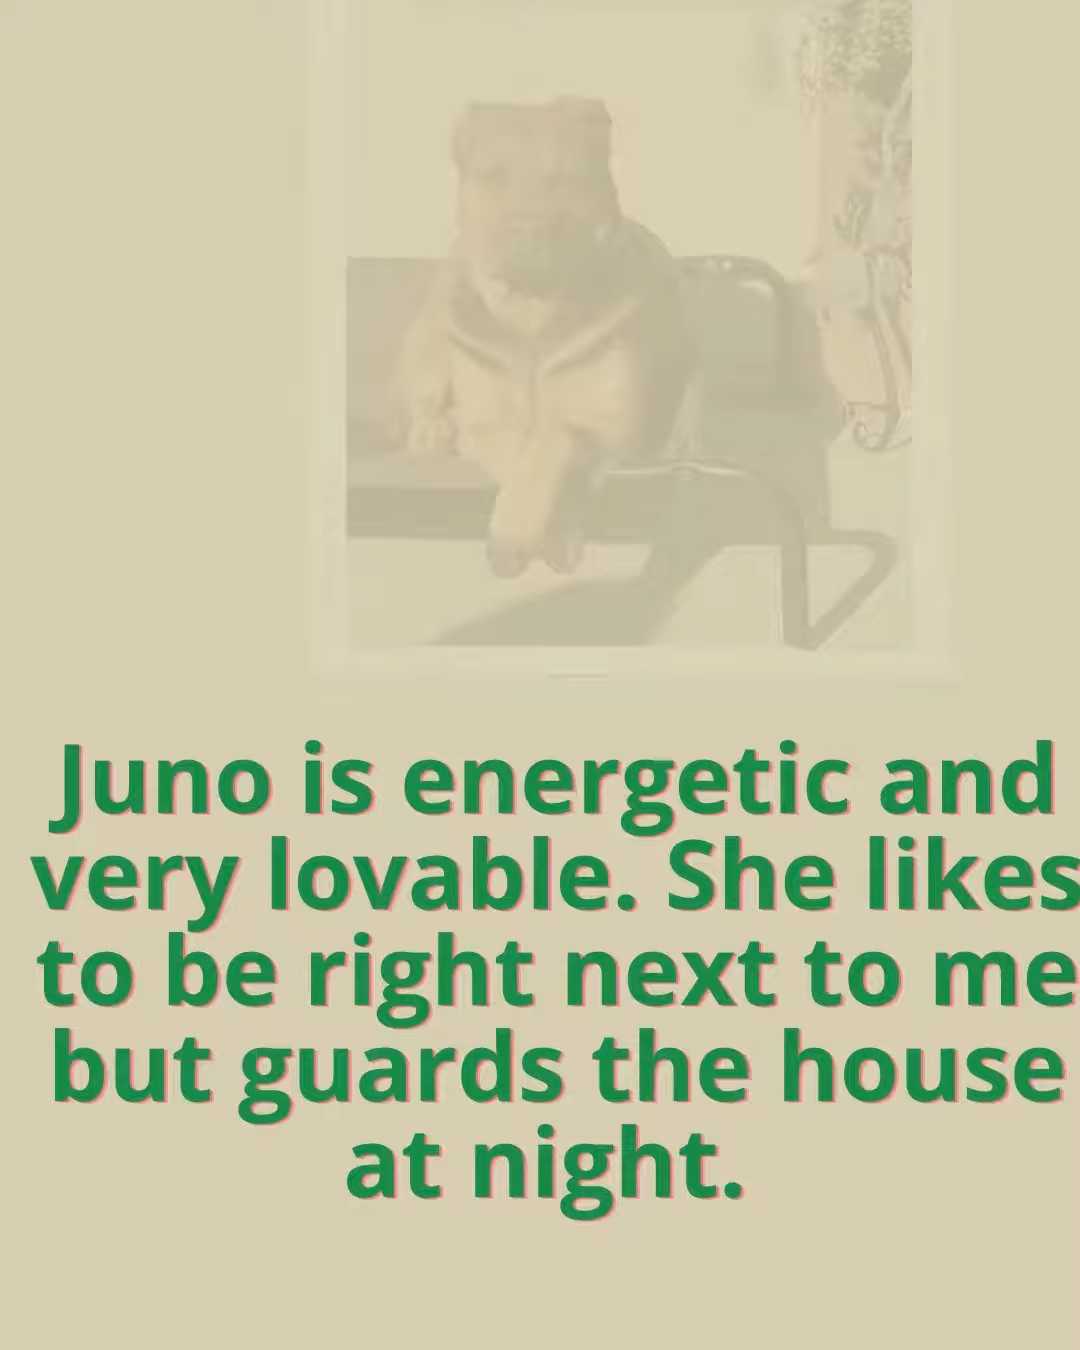 Juno is energetic and
very lovable. She likes
to be right next to me
but guards the house
at night.